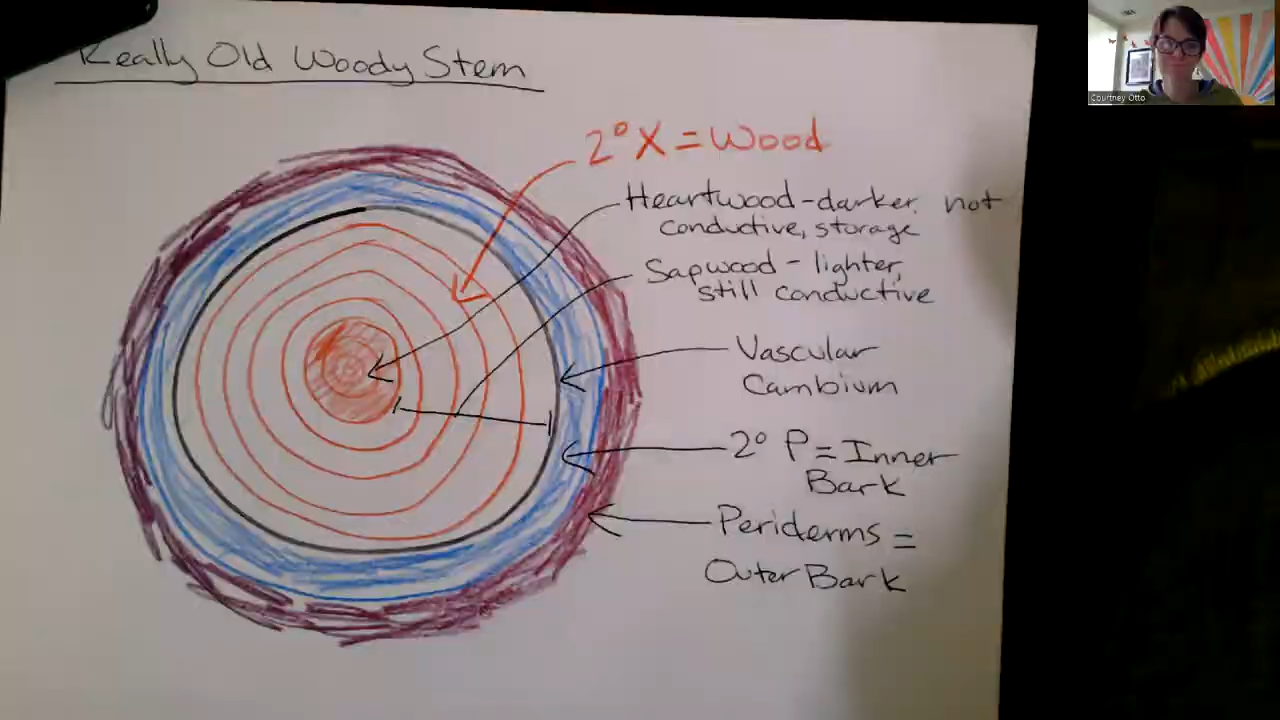 Really Old Woody Stem
2° X = Wood
Heartwood - darker, not
conductive, storage
Sapwood - lighter,
still conductive
Vascular
Cambium
2° P = Inner
Bark
Periderms =
Outer Bark
Courtney Otto